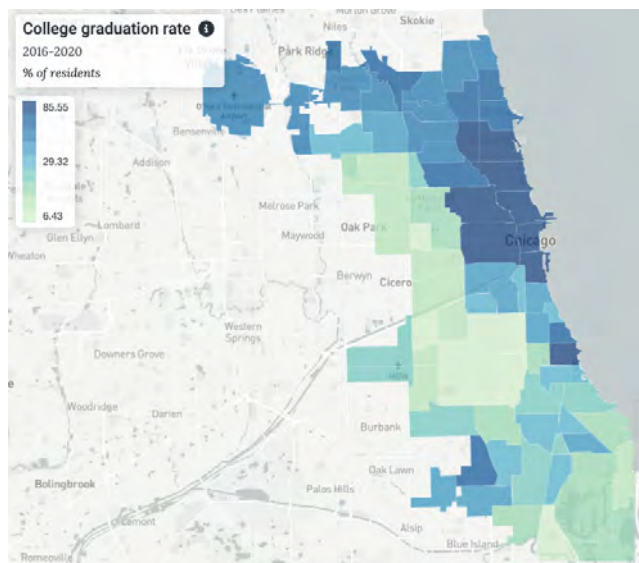 Skokie
Niles
Park Ridge
College graduation rate
2016-2020
% of residents
85.55
29.32
6.43
Bensenville
Addison
Melrose Park
Oak Park
Lombard
Glen Ellyn
Maywood
Chicago
Wheaton
Berwyn
Cicero
Western
Springs
Downers Grove
Woodridge
Darien
Burbank
Oak Lawn
Bolingbrook
Palos Hills
Lemont
Alsip
Blue Island
Romeoville